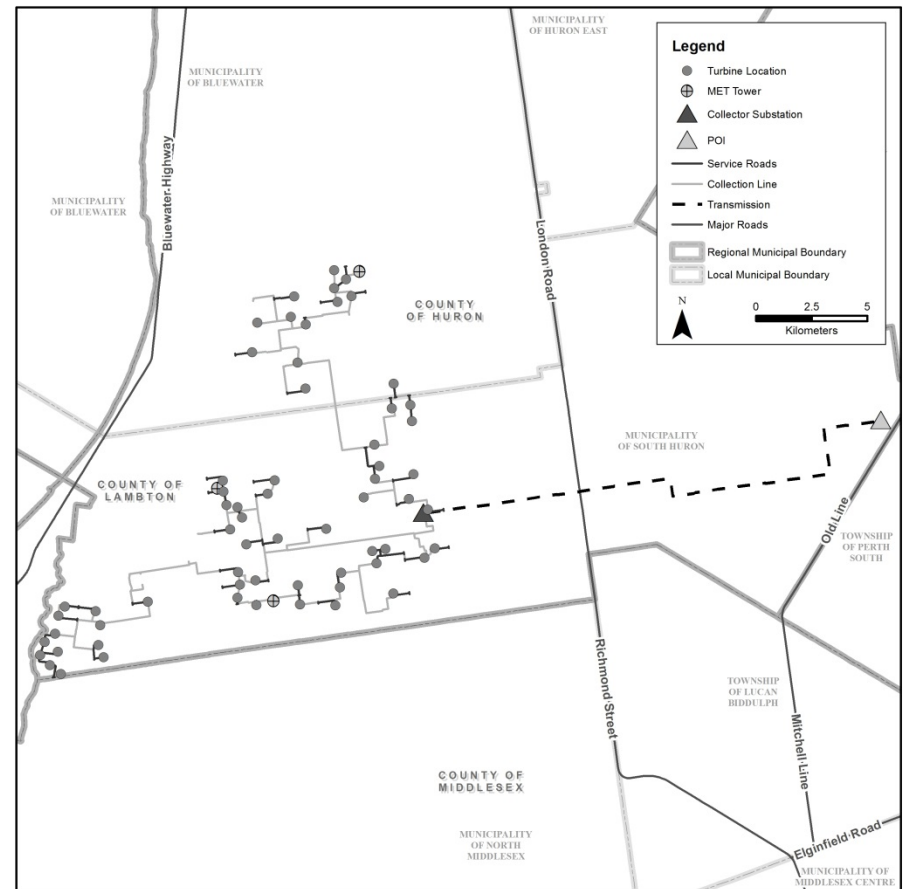 MUNICIPALITY
OF HURON EAST
MUNICIPALITY
OF BLUEWATER
Legend
Turbine Location
MET Tower
Collector Substation
POI
Service Roads
Collection Line
Transmission
Major Roads
Regional Municipal Boundary
Local Municipal Boundary
N
0 2.5 5
Kilometers
Bluewater Highway
MUNICIPALITY
OF BLUEWATER
London Road
COUNTY
OF HURON
MUNICIPALITY
OF SOUTH HURON
COUNTY OF
LAMBTON
Old Line
TOWNSHIP
OF PERTH
SOUTH
Richmond Street
TOWNSHIP
OF LUCAN
BIDDULPH
Mitchell Line
COUNTY OF
MIDDLESEX
MUNICIPALITY
OF NORTH
MIDDLESEX
Elginfield Road
MUNICIPALITY OF
MIDDLESEX CENTRE